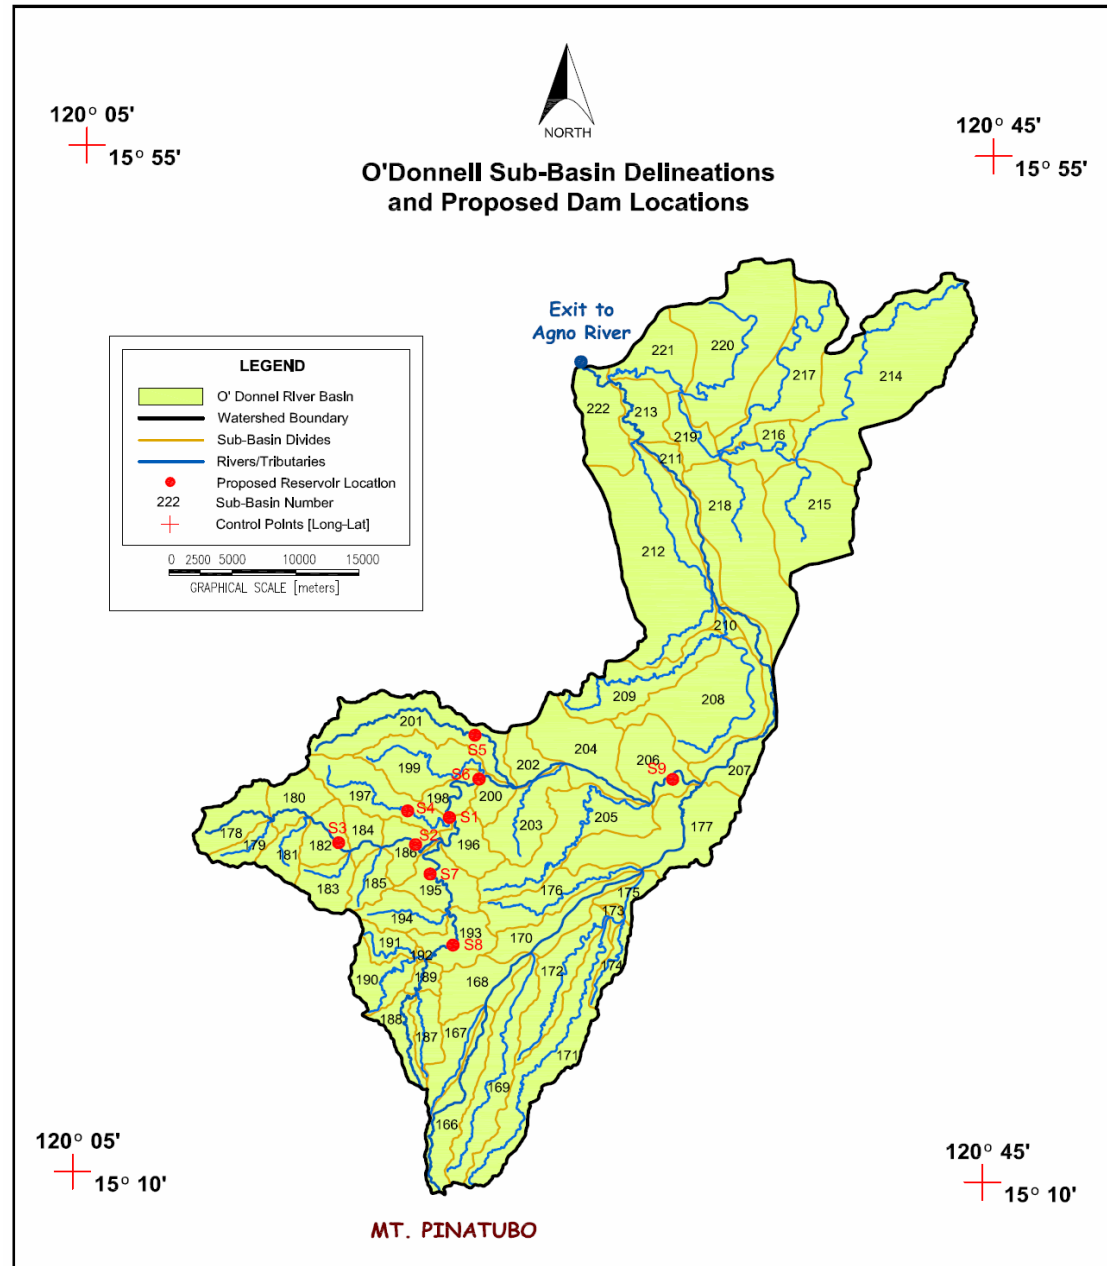 NORTH
120° 05'
15° 55'
120° 45'
15° 55'
O'Donnell Sub-Basin Delineations
and Proposed Dam Locations
Exit to
Agno River
LEGEND
O' Donnel River Basin
Watershed Boundary
Sub-Basin Divides
Rivers/Tributaries
Proposed Reservoir Location
222 Sub-Basin Number
Control Points [Long-Lat]
0 2500 5000 10000 15000
GRAPHICAL SCALE [meters]
221
220
217
214
222
213
219
216
211
218
215
212
210
209
208
201
S5
204
202
206
S9
207
199
S6
180
197
198
200
S4
S1
205
177
178
S3
184
S2
203
179
181
182
186
196
183
185
195
S7
176
175
194
173
193
170
191
S8
192
172
174
190
189
168
188
187
167
171
169
166
120° 05'
15° 10'
120° 45'
15° 10'
MT. PINATUBO